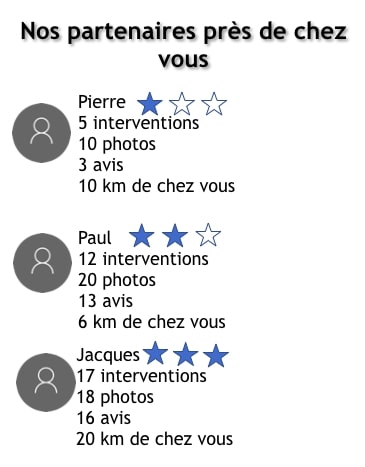 Nos partenaires près de chez
vous
Pierre
5 interventions
10 photos
3 avis
10 km de chez vous
Paul
12 interventions
20 photos
13 avis
6 km de chez vous
Jacques
17 interventions
18 photos
16 avis
20 km de chez vous